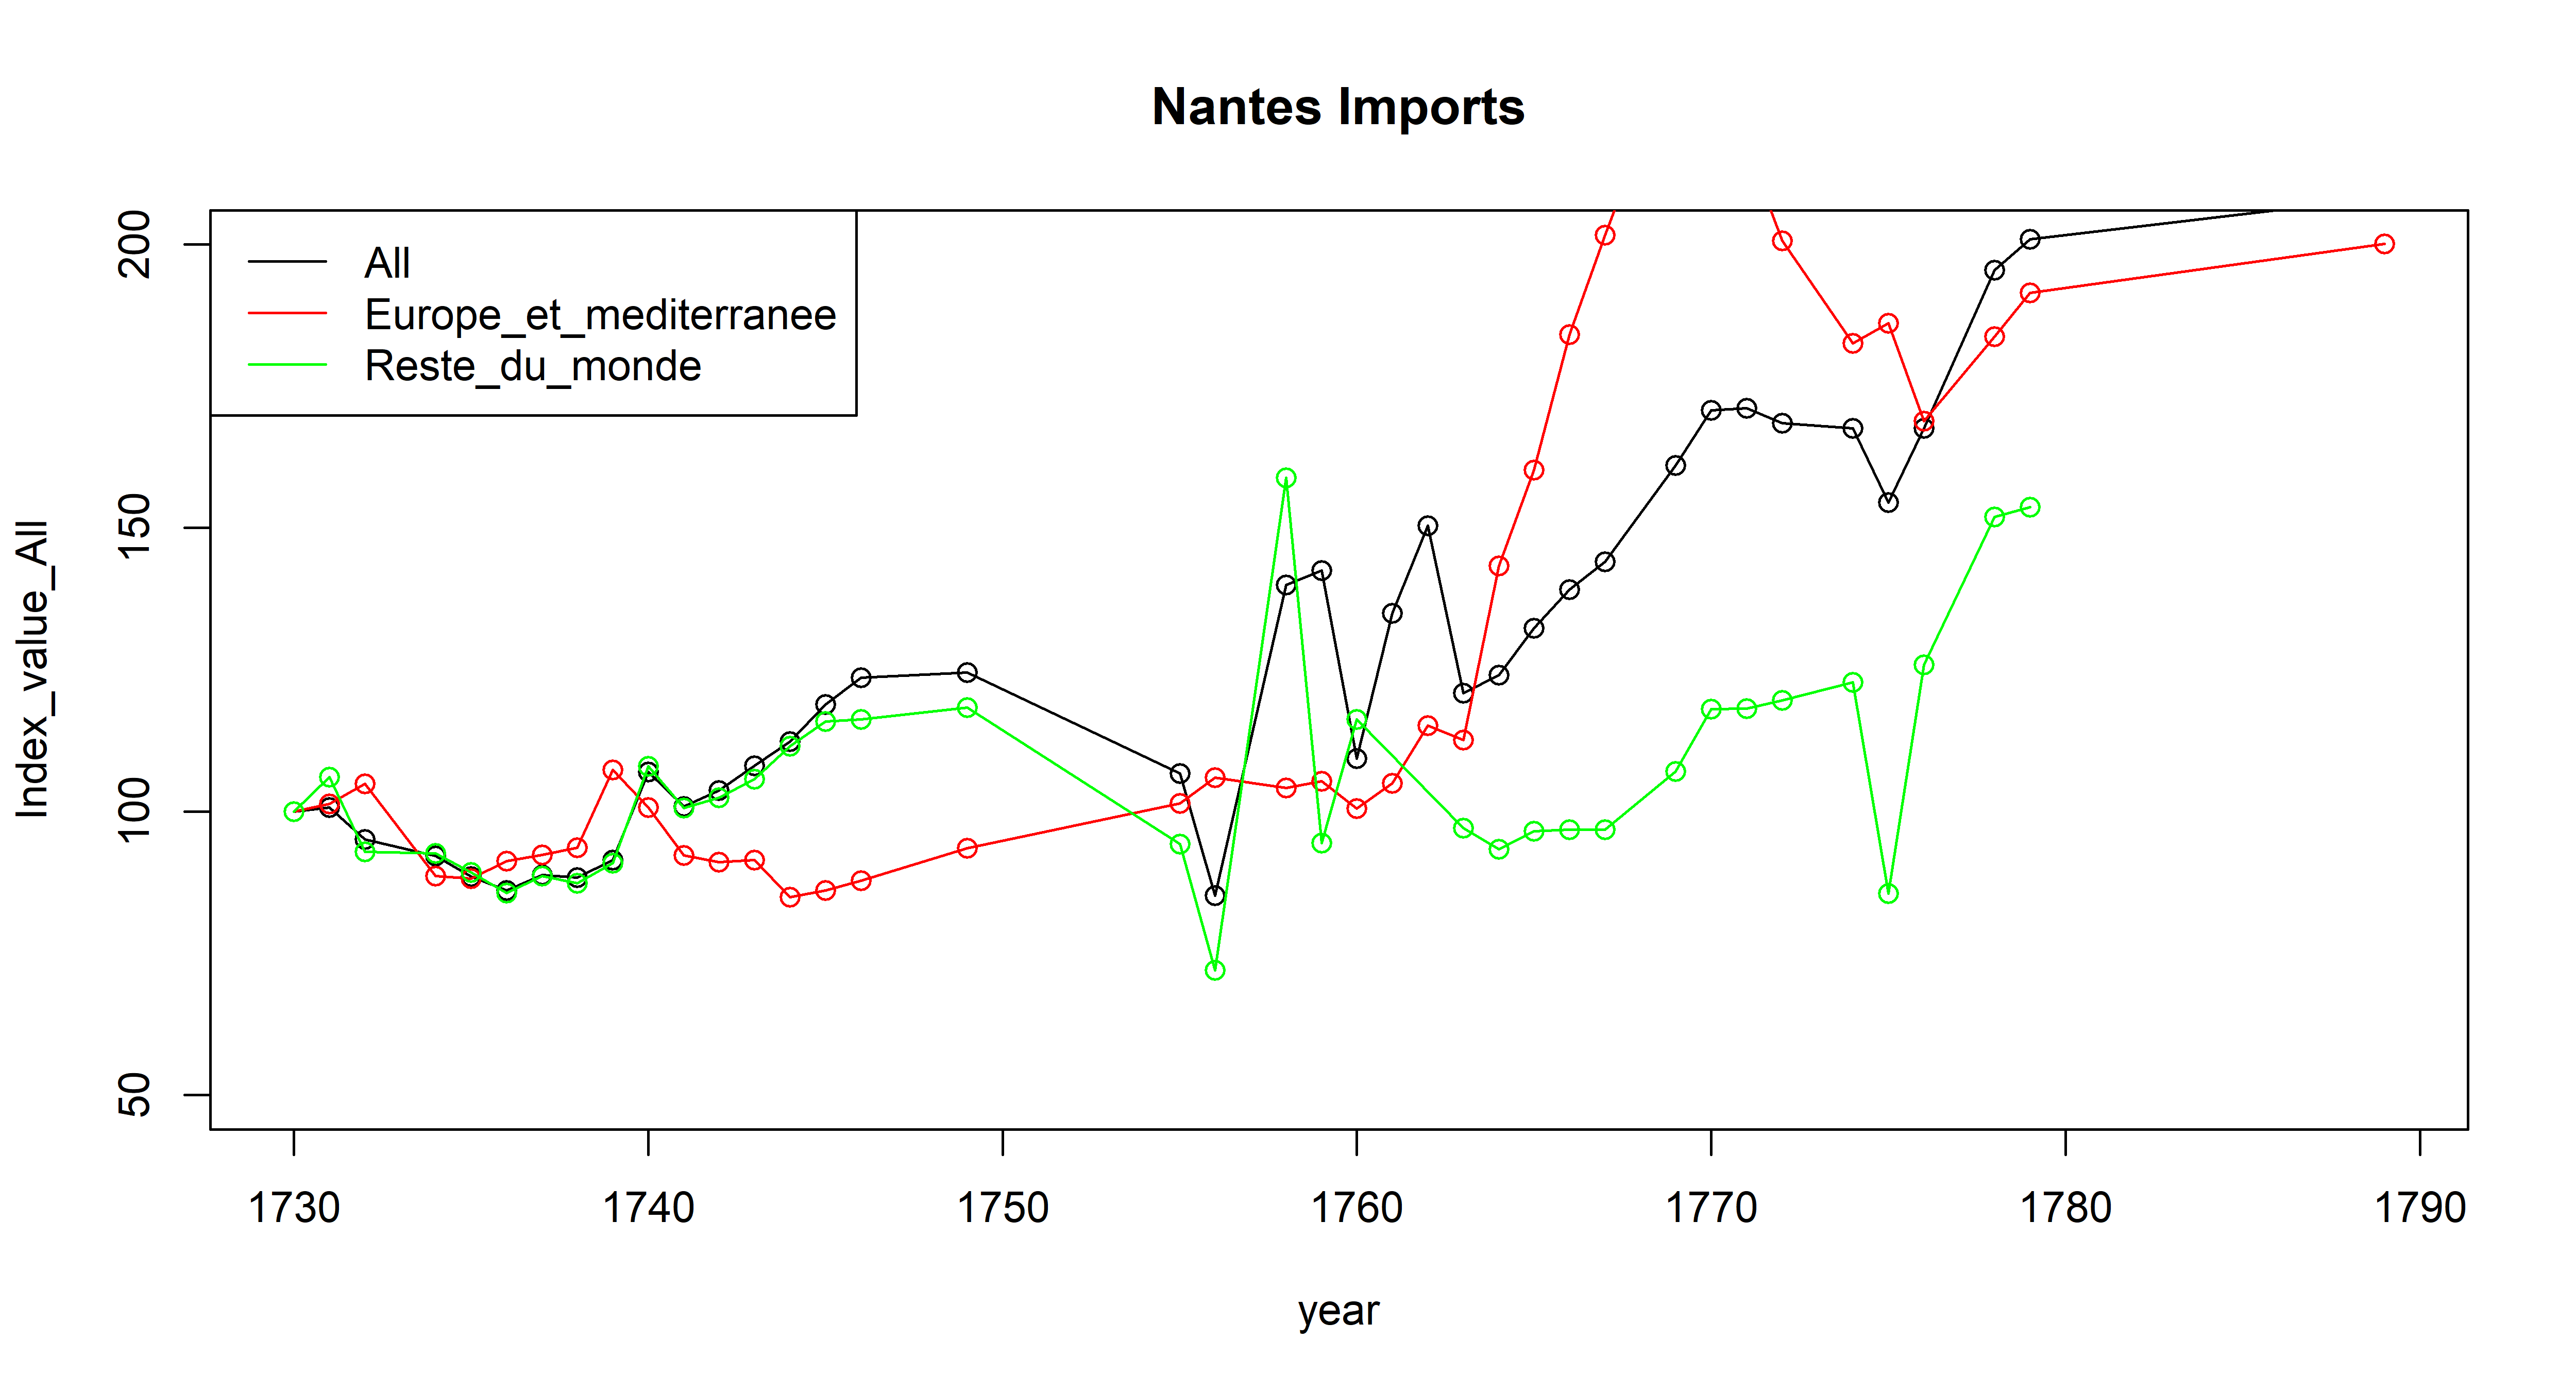 Nantes Imports
200
150
100
50
Index_value_All
All
Europe_et_mediterranee
Reste_du_monde
1730 1740 1750 1760 1770 1780 1790
year